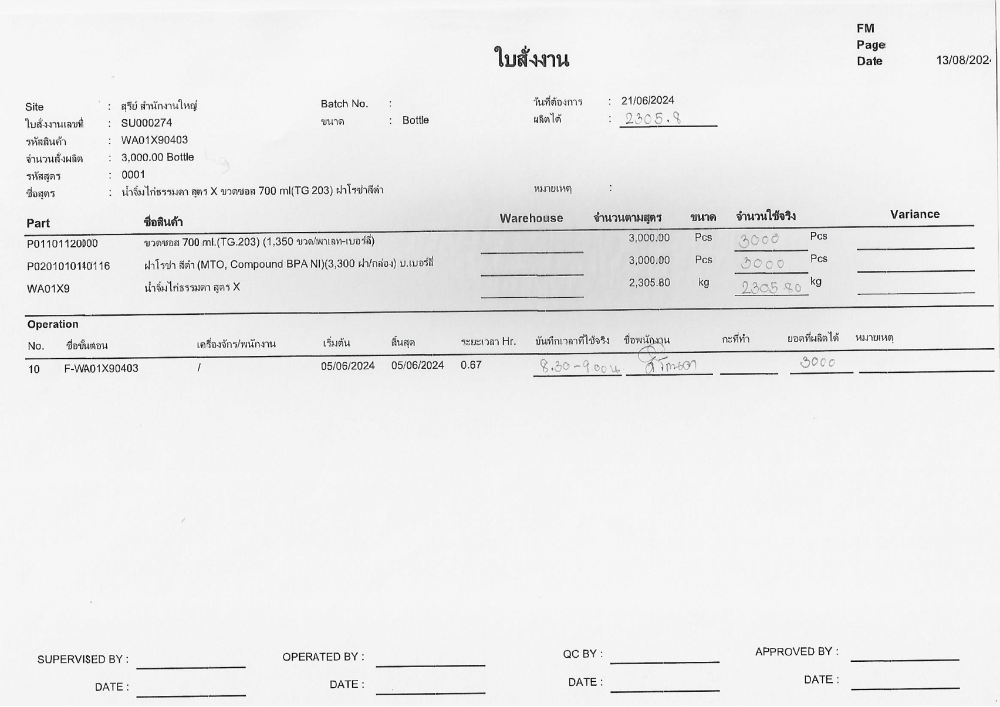 FM
Page
ใบสั่งงาน
Date 13/08/202
Site : สุรีย์ สำนักงานใหญ่ Batch No. : วันที่ต้องการ : 21/06/2024
ใบสั่งงานเลขที่ : SU000274 ขนาด : Bottle ผลิตได้ : 2305.8
รหัสสินค้า : WA01X90403
จำนวนสั่งผลิต : 3,000.00 Bottle
รหัสสูตร : 0001
ชื่อสูตร : น้ำจิ้มไก่ธรรมดา สูตร X ขวดซอส 700 ml(TG 203) ฝาโรซ่าสีดำ หมายเหตุ :
Part ชื่อสินค้า Warehouse จำนวนตามสูตร ขนาด จำนวนใช้จริง Variance
P01101120000 ขวดซอส 700 ml.(TG.203) (1,350 ขวด/พาเลท-เบอร์ลี่) 3,000.00 Pcs 3000 Pcs
P0201010140116 ฝาโรซ่า สีดำ (MTO, Compound BPA NI)(3,300 ฝา/กล่อง) บ.เบอร์ลี่ 3,000.00 Pcs 3000 Pcs
WA01X9 น้ำจิ้มไก่ธรรมดา สูตร X 2,305.80 kg 2305.80 kg
Operation
No. ชื่อขั้นตอน เครื่องจักร/พนักงาน เริ่มต้น สิ้นสุด ระยะเวลา Hr. บันทึกเวลาที่ใช้จริง ชื่อพนักงาน กะที่ทำ ยอดที่ผลิตได้ หมายเหตุ
10 F-WA01X90403 / 05/06/2024 05/06/2024 0.67 8.30-9.00 น 3000
SUPERVISED BY : OPERATED BY : QC BY : APPROVED BY :
DATE : DATE : DATE : DATE :